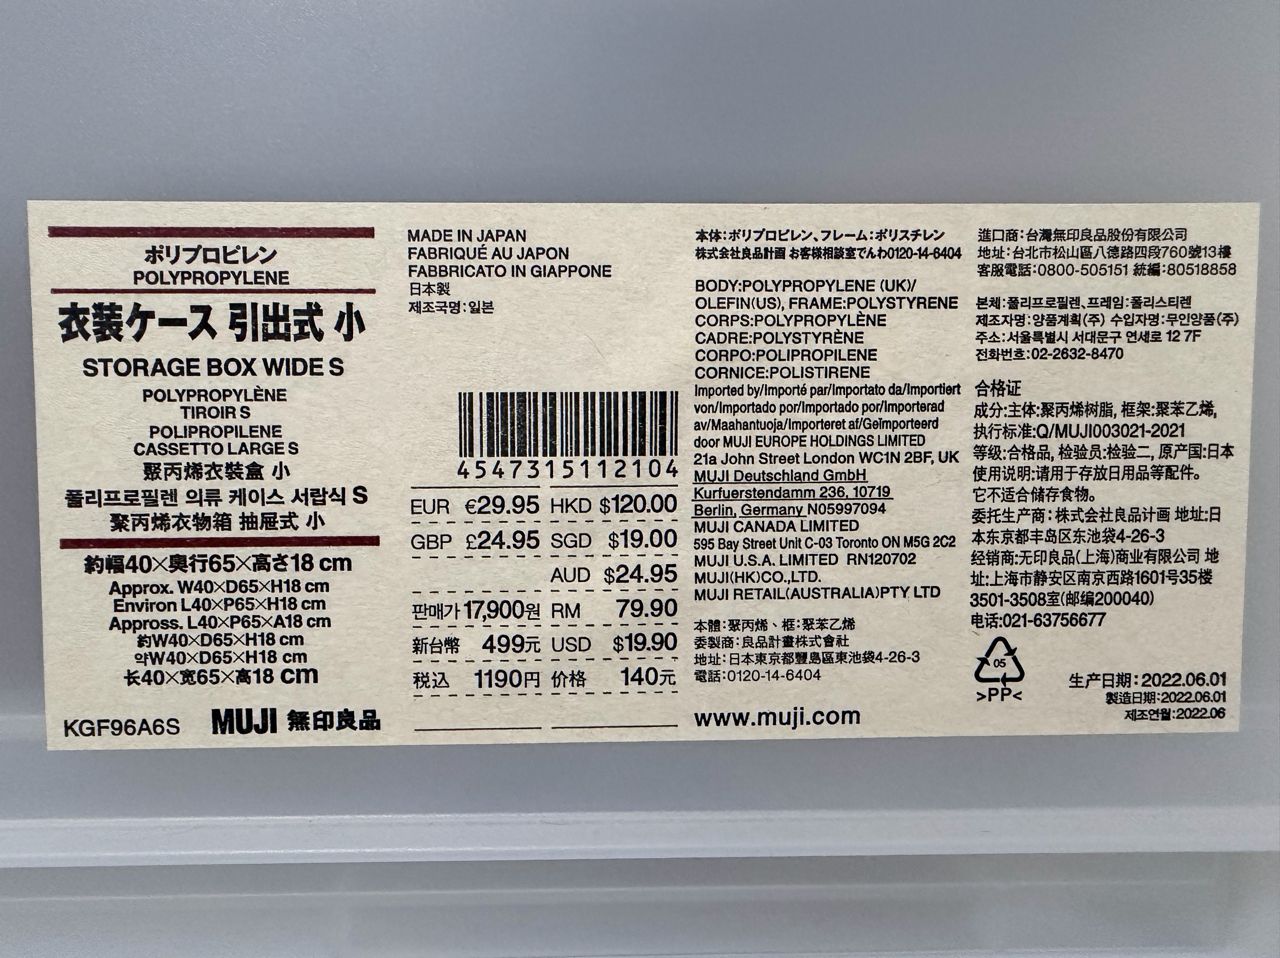 ポリプロピレン
POLYPROPYLENE
衣装ケース 引出式 小
STORAGE BOX WIDE S
POLYPROPYLÈNE
TIROIR S
POLIPROPILENE
CASSETTO LARGE S
聚丙烯衣裝盒 小
폴리프로필렌 의류 케이스 서랍식 S
聚丙烯衣物箱 抽屉式 小
約幅40×奥行65×高さ18 cm
Approx. W40×D65×H18 cm
Environ L40×P65×H18 cm
Appross. L40×P65×A18 cm
約W40×D65×H18 cm
약W40×D65×H18 cm
长40×宽65×高18 cm
KGF96A6S MUJI 無印良品
MADE IN JAPAN
FABRIQUÉ AU JAPON
FABBRICATO IN GIAPPONE
日本製
제조국명:일본
4547315112104
EUR €29.95 HKD $120.00
GBP £24.95 SGD $19.00
AUD $24.95
판매가 17,900원 RM 79.90
新台幣 499元 USD $19.90
税込 1190円 价格 140元
本体:ポリプロピレン、フレーム:ポリスチレン
株式会社良品計画 お客様相談室でんわ0120-14-6404
BODY:POLYPROPYLENE (UK)/
OLEFIN(US), FRAME:POLYSTYRENE
CORPS:POLYPROPYLÈNE
CADRE:POLYSTYRÈNE
CORPO:POLIPROPILENE
CORNICE:POLISTIRENE
Imported by/Importé par/Importato da/Importiert
von/Importado por/Importado por/Importerad
av/Maahantuoja/Importeret af/Geïmporteerd
door MUJI EUROPE HOLDINGS LIMITED
21a John Street London WC1N 2BF, UK
MUJI Deutschland GmbH
Kurfuerstendamm 236, 10719
Berlin, Germany N05997094
MUJI CANADA LIMITED
595 Bay Street Unit C-03 Toronto ON M5G 2C2
MUJI U.S.A. LIMITED RN120702
MUJI(HK)CO.,LTD.
MUJI RETAIL(AUSTRALIA)PTY LTD
本體:聚丙烯、框:聚苯乙烯
委製商:良品計畫株式會社
地址:日本東京都豐島區東池袋4-26-3
電話:0120-14-6404
www.muji.com
進口商:台灣無印良品股份有限公司
地址:台北市松山區八德路四段760號13樓
客服電話:0800-505151 統編:80518858
본체:폴리프로필렌、프레임:폴리스티렌
제조자명:양품계획(주) 수입자명:무인양품(주)
주소:서울특별시 서대문구 연세로 12 7F
전화번호:02-2632-8470
合格证
成分:主体:聚丙烯树脂, 框架:聚苯乙烯,
执行标准:Q/MUJI003021-2021
等级:合格品, 检验员:检验二, 原产国:日本
使用说明:请用于存放日用品等配件。
它不适合储存食物。
委托生产商:株式会社良品计画 地址:日
本东京都丰岛区东池袋4-26-3
经销商:无印良品(上海)商业有限公司 地
址:上海市静安区南京西路1601号35楼
3501-3508室(邮编200040)
电话:021-63756677
05
>PP<
生产日期:2022.06.01
製造日期:2022.06.01
제조연월:2022.06